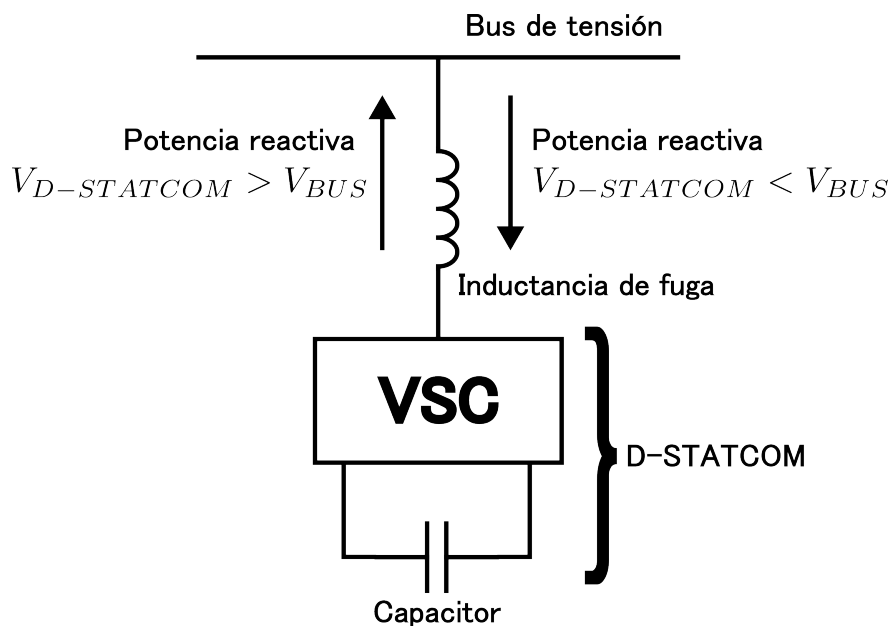 Bus de tensión
Potencia reactiva
V_{D-STATCOM} > V_{BUS}
Potencia reactiva
V_{D-STATCOM} < V_{BUS}
Inductancia de fuga
VSC
D-STATCOM
Capacitor